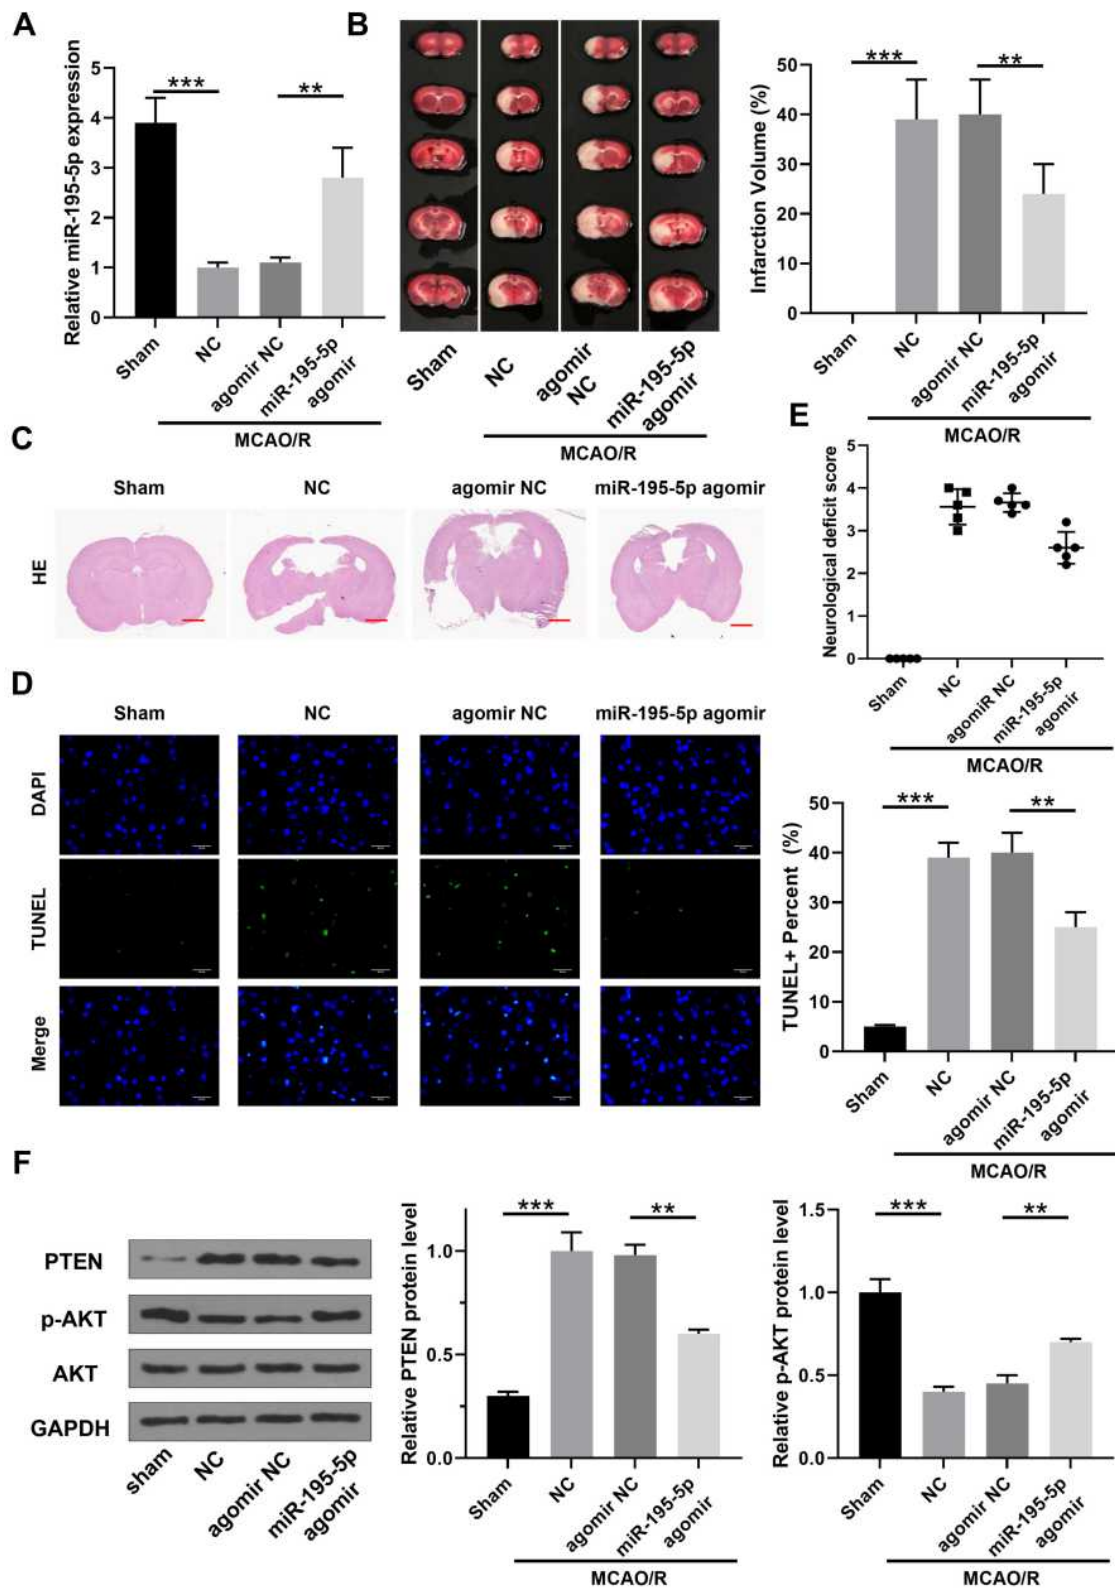 A
Relative miR-195-5p expression
5
4
3
2
1
0
***
**
Sham
NC
agomir NC
miR-195-5p
agomir
MCAO/R
B
Sham
NC
agomir
NC
miR-195-5p
agomir
MCAO/R
Infarction Volume (%)
50
40
30
20
10
0
***
**
Sham
NC
agomir NC
miR-195-5p
agomir
MCAO/R
C
Sham
NC
agomir NC
miR-195-5p agomir
HE
E
Neurological deficit score
5
4
3
2
1
0
Sham
NC
agomiR NC
miR-195-5p
agomir
MCAO/R
D
Sham
NC
agomir NC
miR-195-5p agomir
DAPI
TUNEL
Merge
TUNEL+ Percent (%)
50
40
30
20
10
0
***
**
Sham
NC
agomir NC
miR-195-5p
agomir
MCAO/R
F
PTEN
p-AKT
AKT
GAPDH
sham
NC
agomir NC
miR-195-5p
agomir
Relative PTEN protein level
1.0
0.5
0.0
***
**
Sham
NC
agomir NC
miR-195-5p
agomir
MCAO/R
Relative p-AKT protein level
1.5
1.0
0.5
0.0
***
**
Sham
NC
agomir NC
miR-195-5p
agomir
MCAO/R